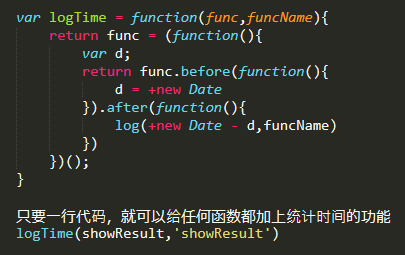 var logTime = function(func,funcName){
return func = (function(){
var d;
return func.before(function(){
d = +new Date
}).after(function(){
log(+new Date - d,funcName)
})
})();
}
只要一行代码，就可以给任何函数都加上统计时间的功能
logTime(showResult,'showResult')